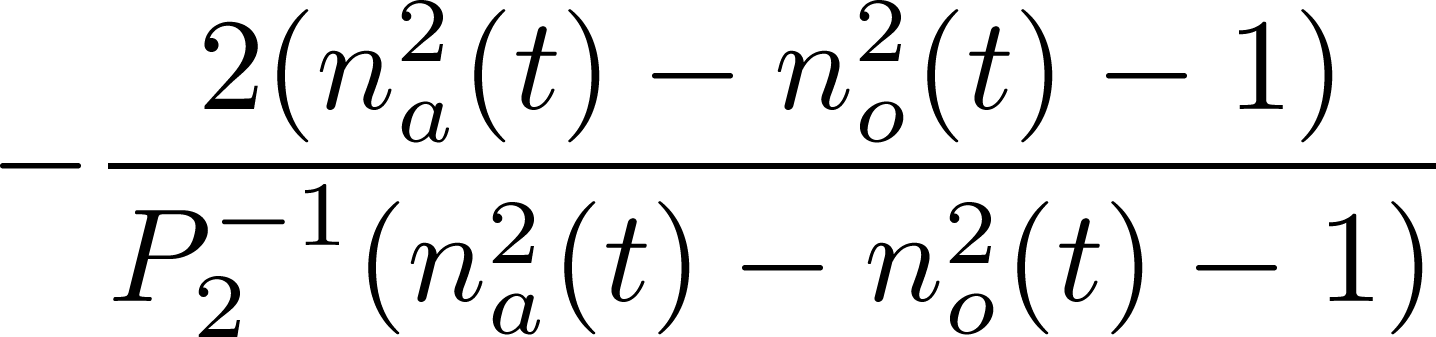 -\frac{2(n_a^2(t) - n_o^2(t) - 1)}{P_2^{-1}(n_a^2(t) - n_o^2(t) - 1)}